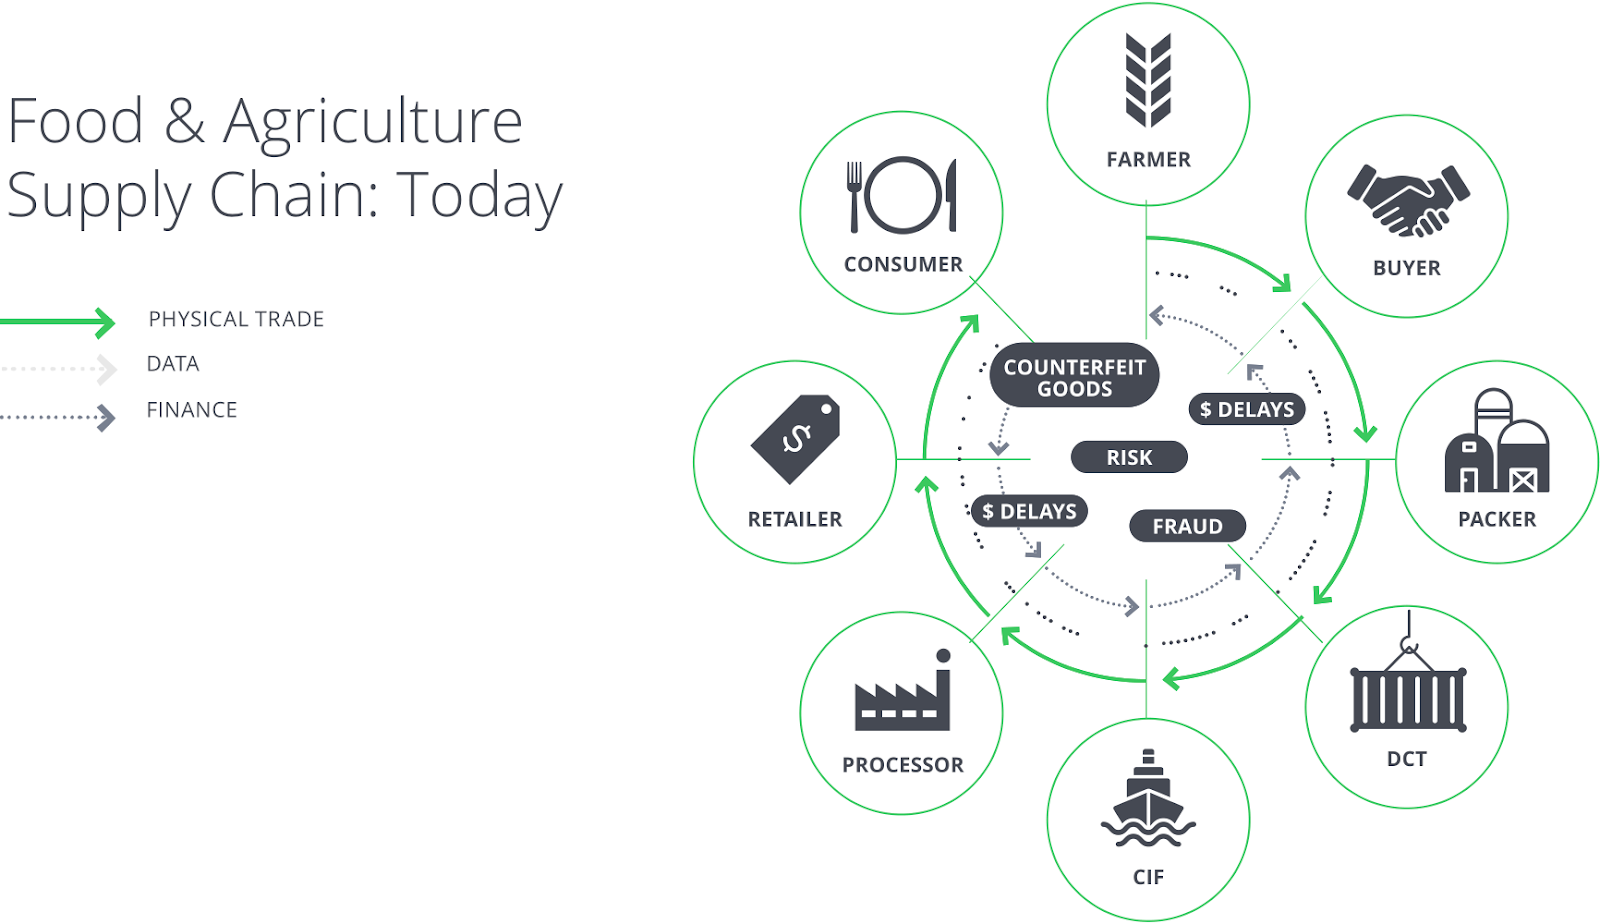 Food & Agriculture
Supply Chain: Today
PHYSICAL TRADE
DATA
FINANCE
FARMER
BUYER
PACKER
DCT
CIF
PROCESSOR
RETAILER
$
CONSUMER
COUNTERFEIT
GOODS
$ DELAYS
RISK
$ DELAYS
FRAUD